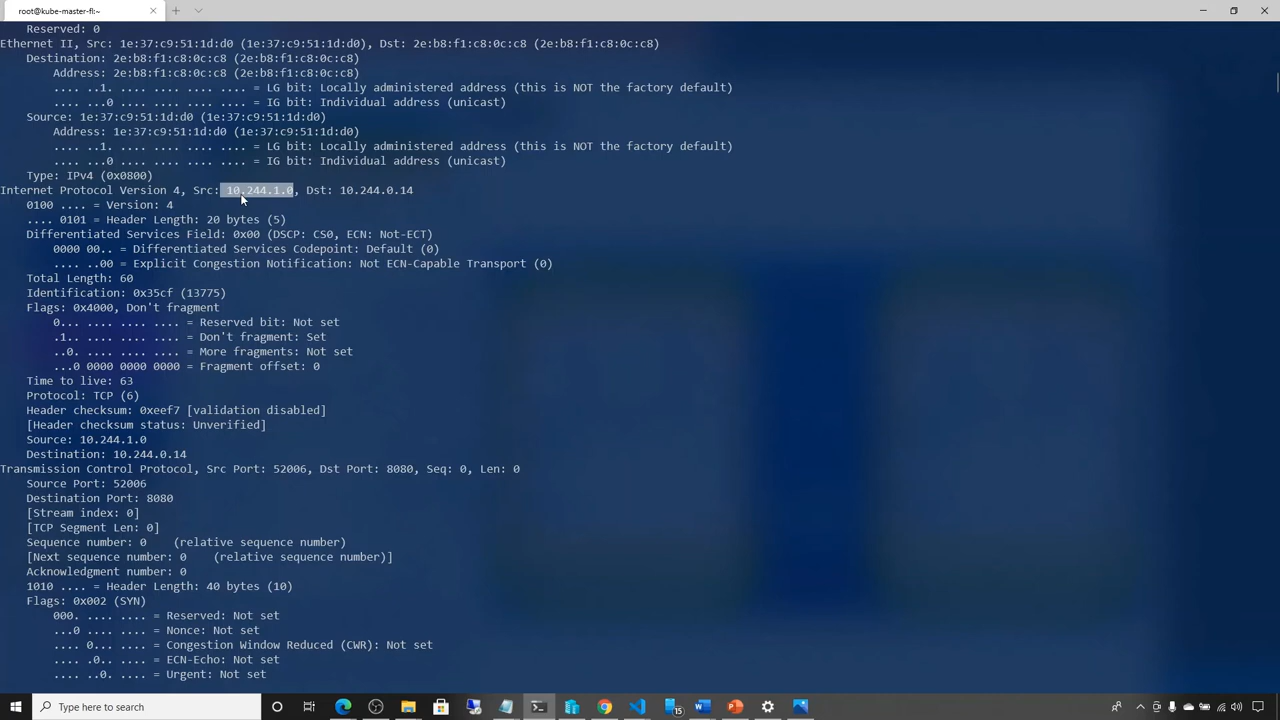 root@kube-master-fl:~
Reserved: 0
Ethernet II, Src: 1e:37:c9:51:1d:d0 (1e:37:c9:51:1d:d0), Dst: 2e:b8:f1:c8:0c:c8 (2e:b8:f1:c8:0c:c8)
Destination: 2e:b8:f1:c8:0c:c8 (2e:b8:f1:c8:0c:c8)
Address: 2e:b8:f1:c8:0c:c8 (2e:b8:f1:c8:0c:c8)
.... ..1. .... .... .... .... = LG bit: Locally administered address (this is NOT the factory default)
.... ...0 .... .... .... .... = IG bit: Individual address (unicast)
Source: 1e:37:c9:51:1d:d0 (1e:37:c9:51:1d:d0)
Address: 1e:37:c9:51:1d:d0 (1e:37:c9:51:1d:d0)
.... ..1. .... .... .... .... = LG bit: Locally administered address (this is NOT the factory default)
.... ...0 .... .... .... .... = IG bit: Individual address (unicast)
Type: IPv4 (0x0800)
Internet Protocol Version 4, Src: 10.244.1.0, Dst: 10.244.0.14
0100 .... = Version: 4
.... 0101 = Header Length: 20 bytes (5)
Differentiated Services Field: 0x00 (DSCP: CS0, ECN: Not-ECT)
0000 00.. = Differentiated Services Codepoint: Default (0)
.... ..00 = Explicit Congestion Notification: Not ECN-Capable Transport (0)
Total Length: 60
Identification: 0x35cf (13775)
Flags: 0x4000, Don't fragment
0... .... .... .... = Reserved bit: Not set
.1.. .... .... .... = Don't fragment: Set
..0. .... .... .... = More fragments: Not set
...0 0000 0000 0000 = Fragment offset: 0
Time to live: 63
Protocol: TCP (6)
Header checksum: 0xeef7 [validation disabled]
[Header checksum status: Unverified]
Source: 10.244.1.0
Destination: 10.244.0.14
Transmission Control Protocol, Src Port: 52006, Dst Port: 8080, Seq: 0, Len: 0
Source Port: 52006
Destination Port: 8080
[Stream index: 0]
[TCP Segment Len: 0]
Sequence number: 0    (relative sequence number)
[Next sequence number: 0    (relative sequence number)]
Acknowledgment number: 0
1010 .... = Header Length: 40 bytes (10)
Flags: 0x002 (SYN)
000. .... .... = Reserved: Not set
...0 .... .... = Nonce: Not set
.... 0... .... = Congestion Window Reduced (CWR): Not set
.... .0.. .... = ECN-Echo: Not set
.... ..0. .... = Urgent: Not set
Type here to search
15